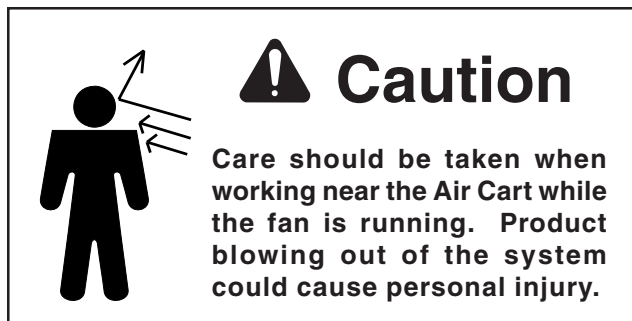 Caution
Care should be taken when
working near the Air Cart while
the fan is running. Product
blowing out of the system
could cause personal injury.